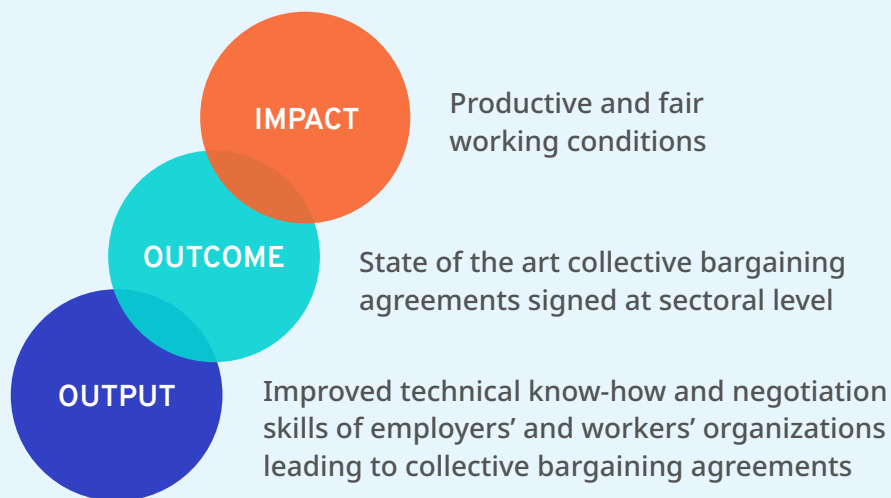 IMPACT
Productive and fair
working conditions
OUTCOME
State of the art collective bargaining
agreements signed at sectoral level
OUTPUT
Improved technical know-how and negotiation
skills of employers’ and workers’ organizations
leading to collective bargaining agreements